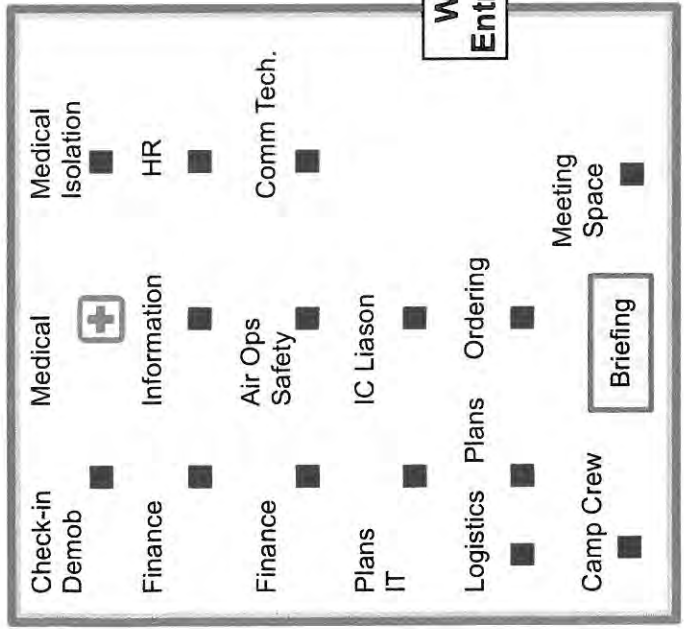 Check-in
Demob
Medical
Medical
Isolation
Finance
Information
HR
Finance
Air Ops
Safety
Comm Tech.
Plans
IT
IC Liason
Logistics
Plans
Ordering
Camp Crew
Briefing
Meeting
Space